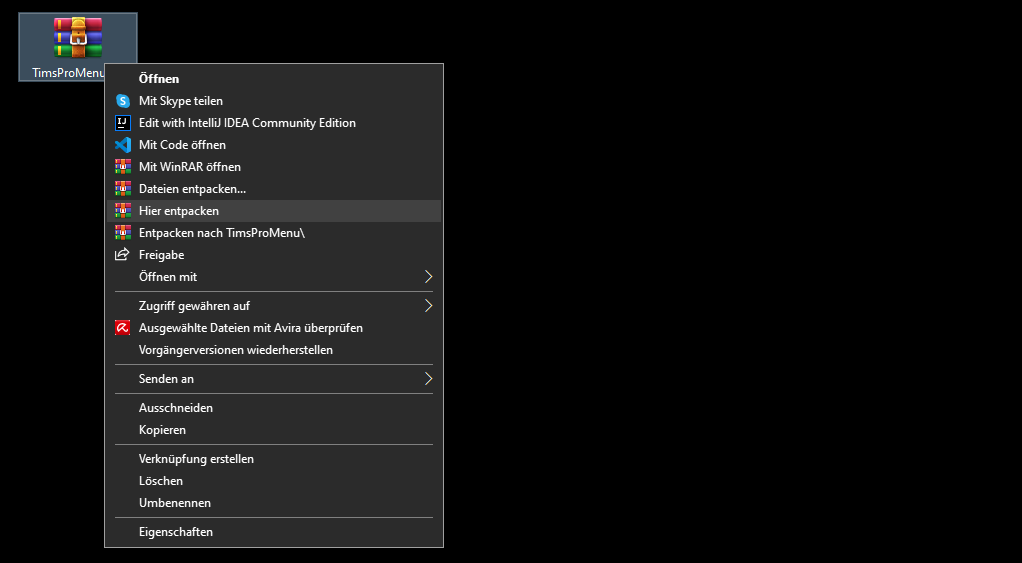 TimsProMenu
Öffnen
Mit Skype teilen
Edit with IntelliJ IDEA Community Edition
Mit Code öffnen
Mit WinRAR öffnen
Dateien entpacken...
Hier entpacken
Entpacken nach TimsProMenu\
Freigabe
Öffnen mit
Zugriff gewähren auf
Ausgewählte Dateien mit Avira überprüfen
Vorgängerversionen wiederherstellen
Senden an
Ausschneiden
Kopieren
Verknüpfung erstellen
Löschen
Umbenennen
Eigenschaften